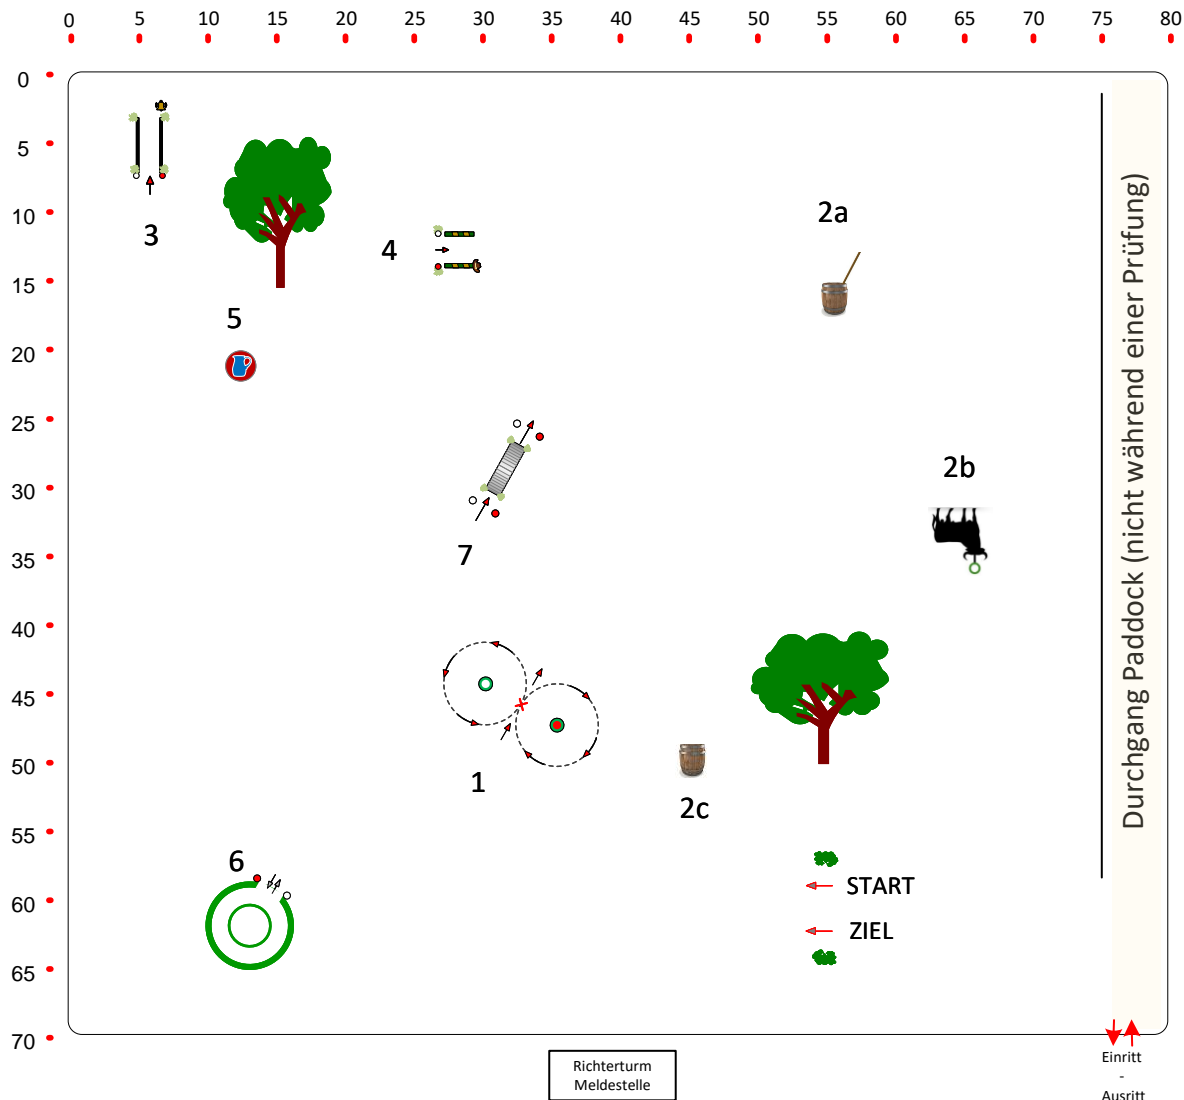 0 5 10 15 20 25 30 35 40 45 50 55 60 65 70 75 80
0
5
10
15
20
25
30
35
40
45
50
55
60
65
70
3
4
2a
5
2b
7
1
2c
6
START
ZIEL
Durchgang Paddock (nicht während einer Prüfung)
Richterturm
Meldestelle
Einritt
-
Ausritt